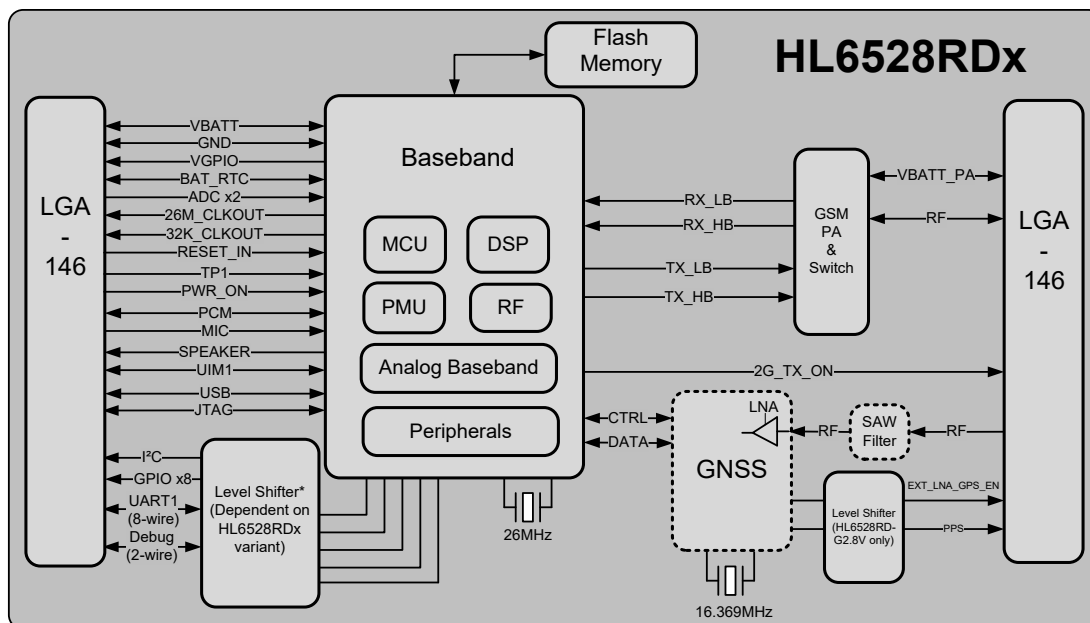 HL6528RDx
Flash
Memory
LGA
-
146
VBATT
GND
VGPIO
BAT_RTC
ADC x2
26M_CLKOUT
32K_CLKOUT
RESET_IN
TP1
PWR_ON
PCM
MIC
SPEAKER
UIM1
USB
JTAG
I²C
GPIO x8
UART1
(8-wire)
Debug
(2-wire)
Level Shifter*
(Dependent on
HL6528RDx
variant)
Baseband
MCU
DSP
PMU
RF
Analog Baseband
Peripherals
26MHz
RX_LB
RX_HB
TX_LB
TX_HB
GSM
PA
&
Switch
VBATT_PA
RF
2G_TX_ON
CTRL
DATA
LNA
GNSS
RF
SAW
Filter
RF
16.369MHz
Level Shifter
(HL6528RD-
G2.8V only)
EXT_LNA_GPS_EN
PPS
LGA
-
146